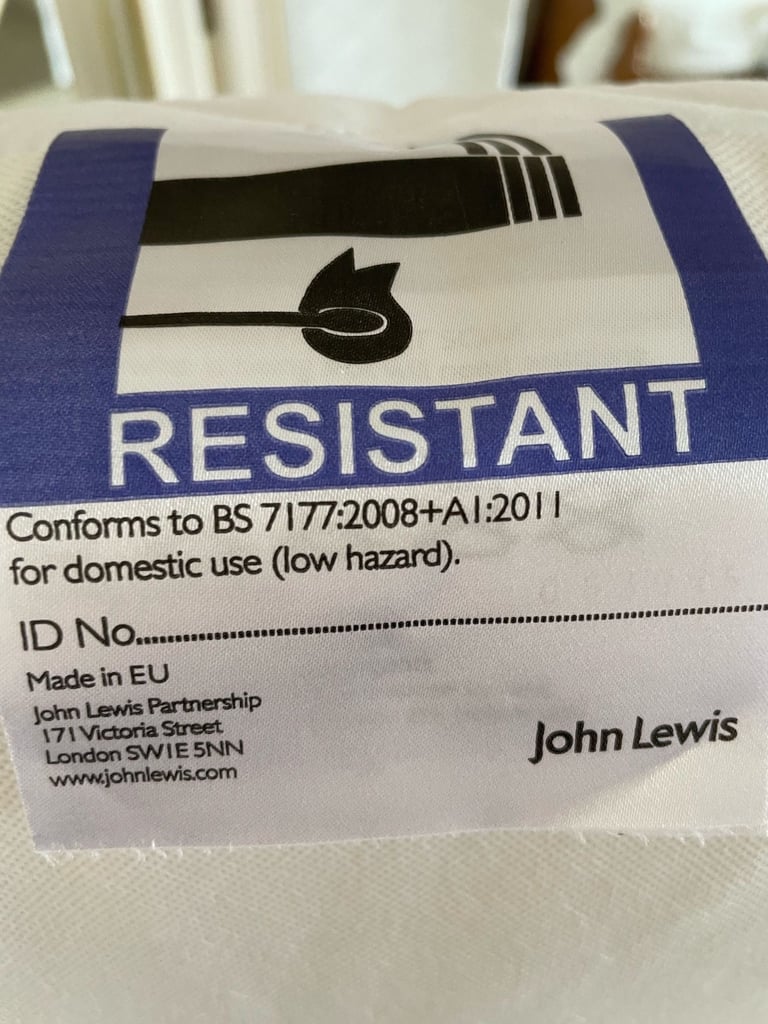 RESISTANT
Conforms to BS 7177:2008+A1:2011
for domestic use (low hazard).
ID No.................................................................
Made in EU
John Lewis Partnership
171 Victoria Street
London SW1E 5NN
www.johnlewis.com
John Lewis